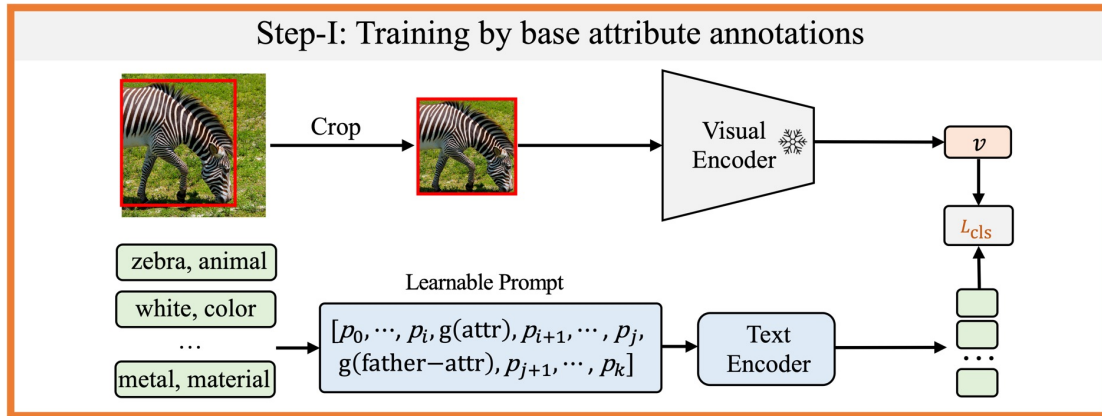 Step-I: Training by base attribute annotations
Crop
Visual
Encoder
v
L_cls
zebra, animal
white, color
...
metal, material
Learnable Prompt
[p_0, ⋯, p_i, g(attr), p_{i+1}, ⋯, p_j,
g(father−attr), p_{j+1}, ⋯, p_k]
Text
Encoder
...